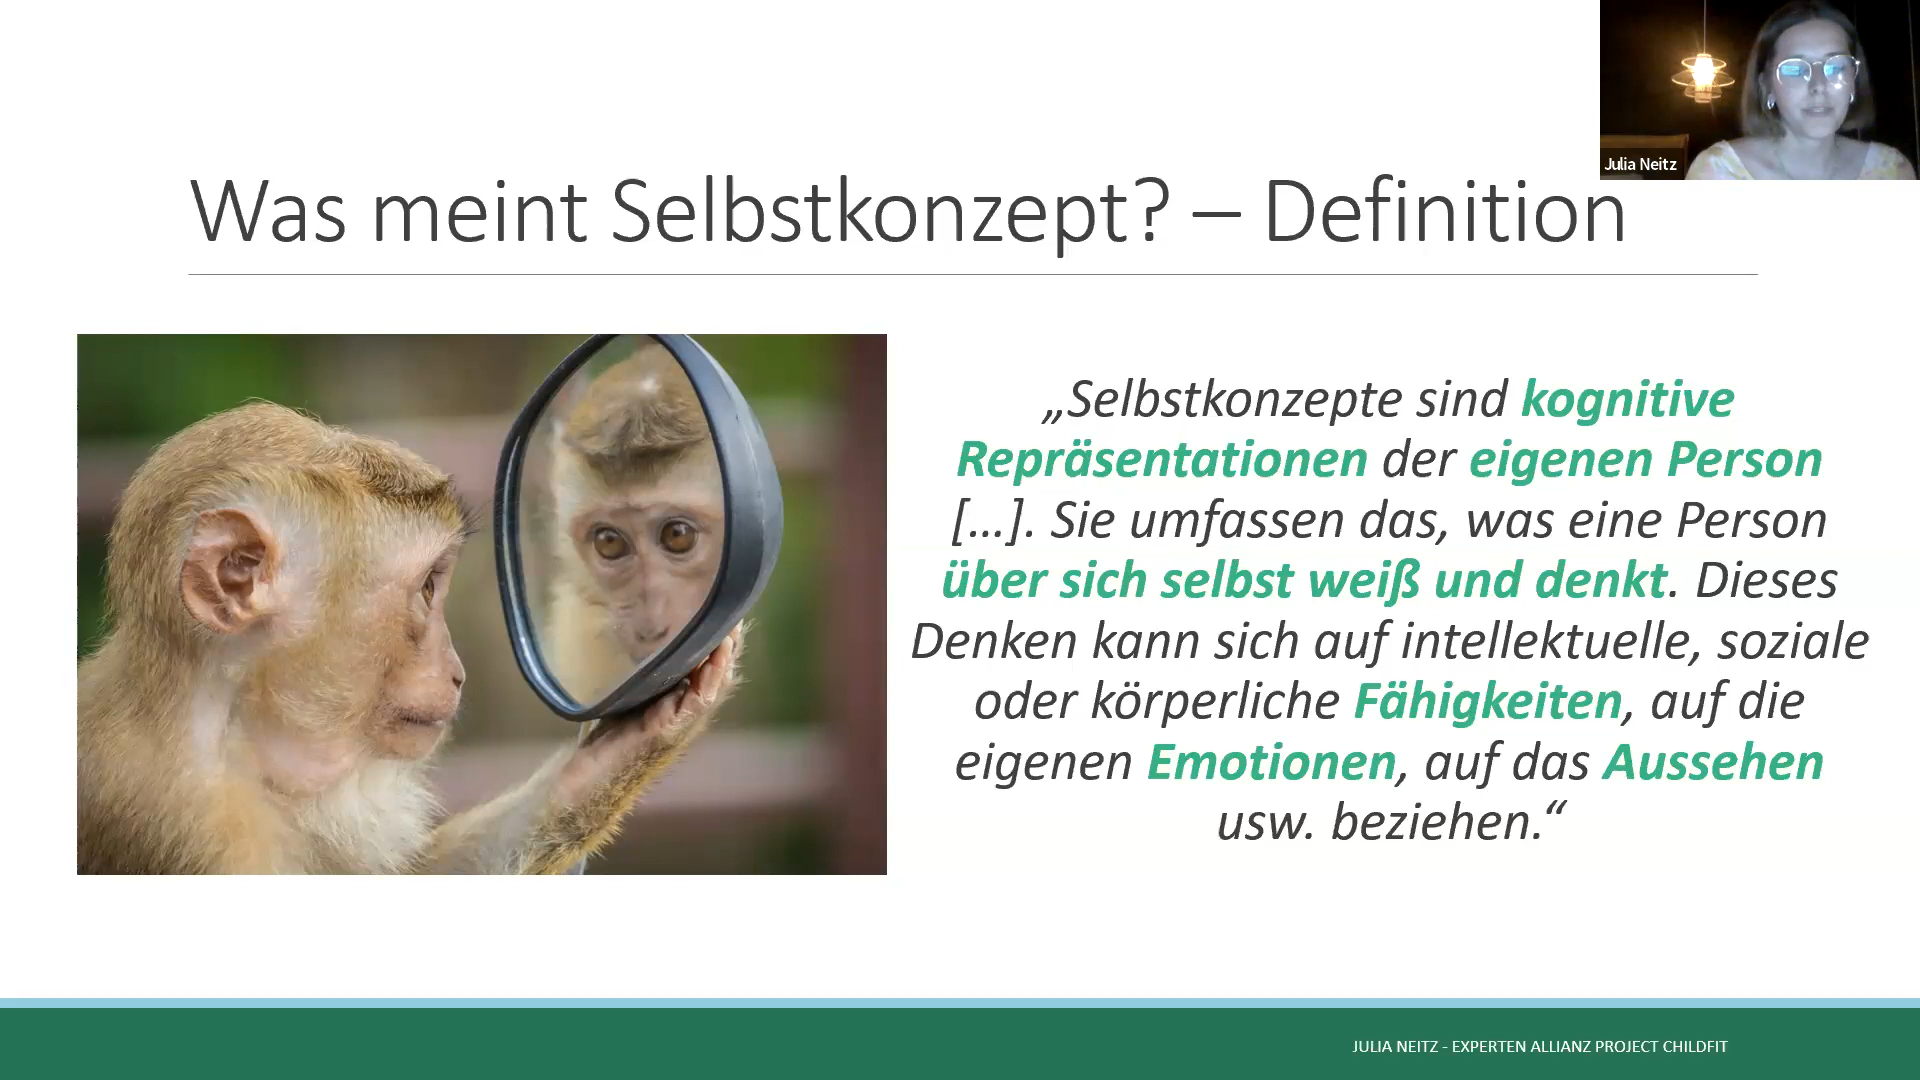 Julia Neitz
Was meint Selbstkonzept? – Definition
„Selbstkonzepte sind kognitive
Repräsentationen der eigenen Person
[…]. Sie umfassen das, was eine Person
über sich selbst weiß und denkt. Dieses
Denken kann sich auf intellektuelle, soziale
oder körperliche Fähigkeiten, auf die
eigenen Emotionen, auf das Aussehen
usw. beziehen.“
JULIA NEITZ - EXPERTEN ALLIANZ PROJECT CHILDFIT